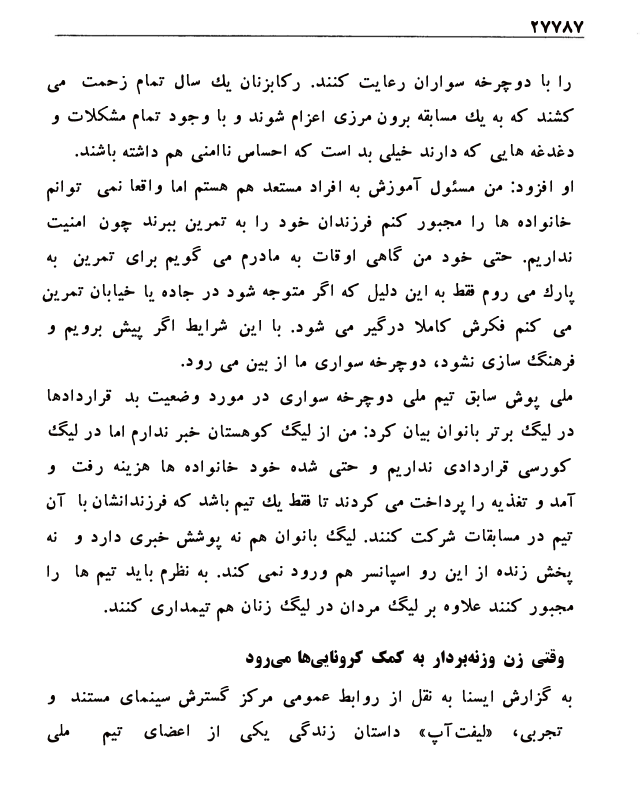 ۲۷۷۸۷
را با دوچرخه سواران رعایت کنند. رکابزنان یك سال تمام زحمت می
کشند که به یك مسابقه برون مرزی اعزام شوند و با وجود تمام مشکلات و
دغدغه هایی که دارند خیلی بد است که احساس ناامنی هم داشته باشند.
او افزود: من مسئول آموزش به افراد مستعد هم هستم اما واقعا نمی توانم
خانواده ها را مجبور کنم فرزندان خود را به تمرین ببرند چون امنیت
نداریم. حتی خود من گاهی اوقات به مادرم می گویم برای تمرین به
پارك می روم فقط به این دلیل که اگر متوجه شود در جاده یا خیابان تمرین
می کنم فکرش کاملا درگیر می شود. با این شرایط اگر پیش برویم و
فرهنگ سازی نشود، دوچرخه سواری ما از بین می رود.
ملی پوش سابق تیم ملی دوچرخه سواری در مورد وضعیت بد قراردادها
در لیگ برتر بانوان بیان کرد: من از لیگ کوهستان خبر ندارم اما در لیگ
کورسی قراردادی نداریم و حتی شده خود خانواده ها هزینه رفت و
آمد و تغذیه را پرداخت می کردند تا فقط یك تیم باشد که فرزندانشان با آن
تیم در مسابقات شرکت کنند. لیگ بانوان هم نه پوشش خبری دارد و نه
پخش زنده از این رو اسپانسر هم ورود نمی کند. به نظرم باید تیم ها را
مجبور کنند علاوه بر لیگ مردان در لیگ زنان هم تیمداری کنند.
وقتی زن وزنه‌بردار به کمک کرونایی‌ها می‌رود
به گزارش ایسنا به نقل از روابط عمومی مرکز گسترش سینمای مستند و
تجربی، «لیفت‌آپ» داستان زندگی یکی از اعضای تیم ملی